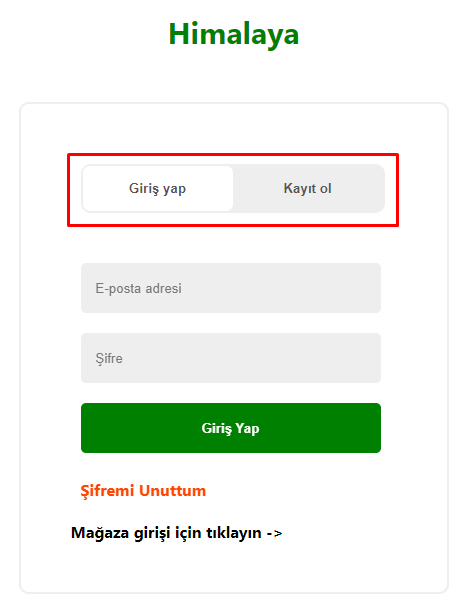 Himalaya
Giriş yap Kayıt ol
E-posta adresi
Şifre
Giriş Yap
Şifremi Unuttum
Mağaza girişi için tıklayın ->